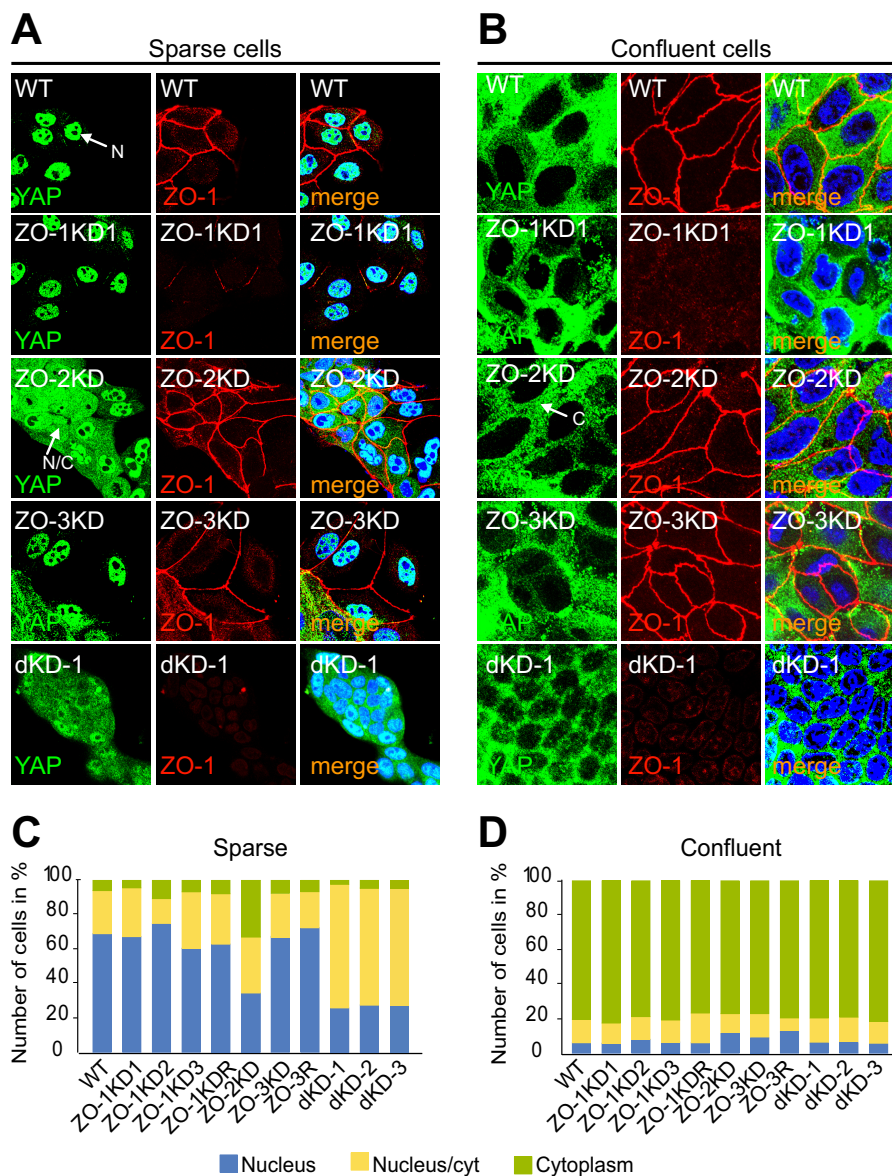 A
Sparse cells
WT
WT
WT
N
YAP
ZO-1
merge
ZO-1KD1
ZO-1KD1
ZO-1KD1
YAP
ZO-1
merge
ZO-2KD
ZO-2KD
ZO-2KD
N/C
YAP
ZO-1
merge
ZO-3KD
ZO-3KD
ZO-3KD
YAP
ZO-1
merge
dKD-1
dKD-1
dKD-1
YAP
ZO-1
merge
B
Confluent cells
WT
WT
WT
YAP
ZO-1
merge
ZO-1KD1
ZO-1KD1
ZO-1KD1
YAP
ZO-1
merge
ZO-2KD
ZO-2KD
ZO-2KD
C
YAP
ZO-1
merge
ZO-3KD
ZO-3KD
ZO-3KD
YAP
ZO-1
merge
dKD-1
dKD-1
dKD-1
YAP
ZO-1
merge
C
Sparse
Number of cells in %
100
80
60
40
20
0
WT
ZO-1KD1
ZO-1KD2
ZO-1KD3
ZO-1KDR
ZO-2KD
ZO-3KD
ZO-3R
dKD-1
dKD-2
dKD-3
D
Confluent
Number of cells in %
100
80
60
40
20
0
WT
ZO-1KD1
ZO-1KD2
ZO-1KD3
ZO-1KDR
ZO-2KD
ZO-3KD
ZO-3R
dKD-1
dKD-2
dKD-3
Nucleus
Nucleus/cyt
Cytoplasm